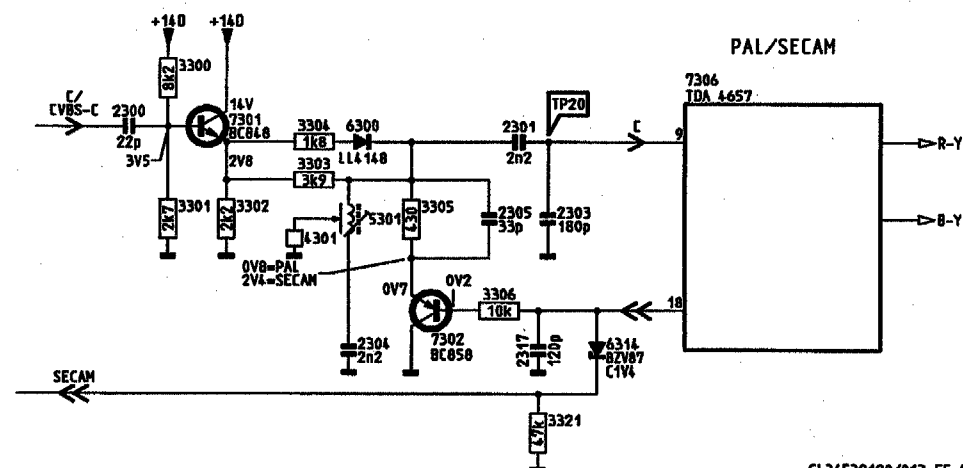 +14D +14D
PAL/SECAM
3300
8k2
7306
TDA 4657
C/
CVBS-C
2300
22p
3V5
14V
7301
BC848
2V8
3304
1k8
6300
LL4148
3303
3k9
2301
2n2
TP20
C
9
R-Y
B-Y
3301
2k7
3302
2k2
4301
5301
3305
430
2305
33p
2303
180p
0V8=PAL
2V4=SECAM
0V7
0V2
3306
10k
18
7302
BC858
2304
2n2
2317
120p
6314
BZV87
C1V4
SECAM
3321
47k